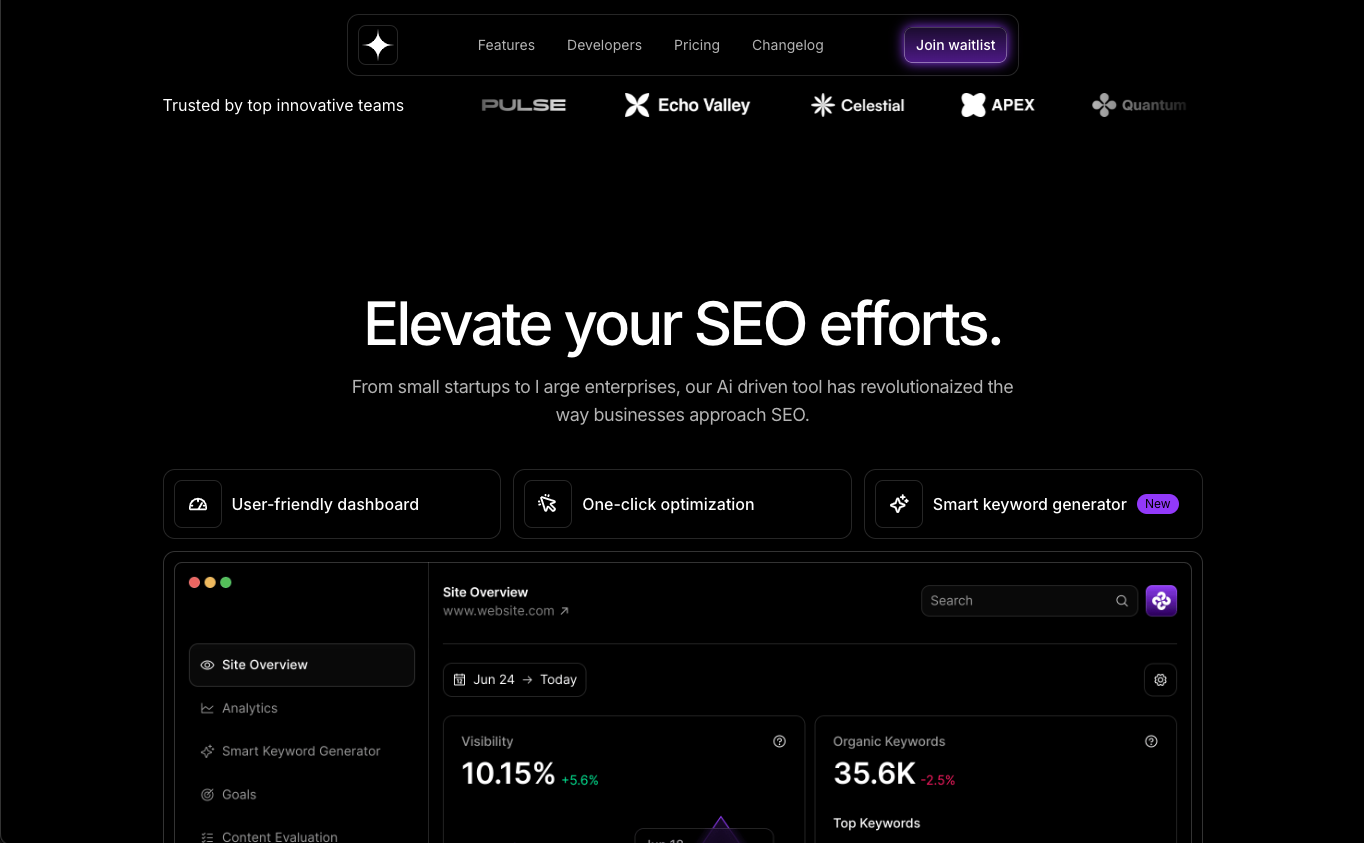 Features Developers Pricing Changelog Join waitlist
Trusted by top innovative teams PULSE Echo Valley Celestial APEX Quantum
Elevate your SEO efforts.
From small startups to l arge enterprises, our Ai driven tool has revolutionaized the
way businesses approach SEO.
User-friendly dashboard One-click optimization Smart keyword generator New
Site Overview
www.website.com ↗
Search
Site Overview
Analytics
Smart Keyword Generator
Goals
Content Evaluation
Jun 24 → Today
Visibility
10.15% +5.6%
Organic Keywords
35.6K -2.5%
Top Keywords